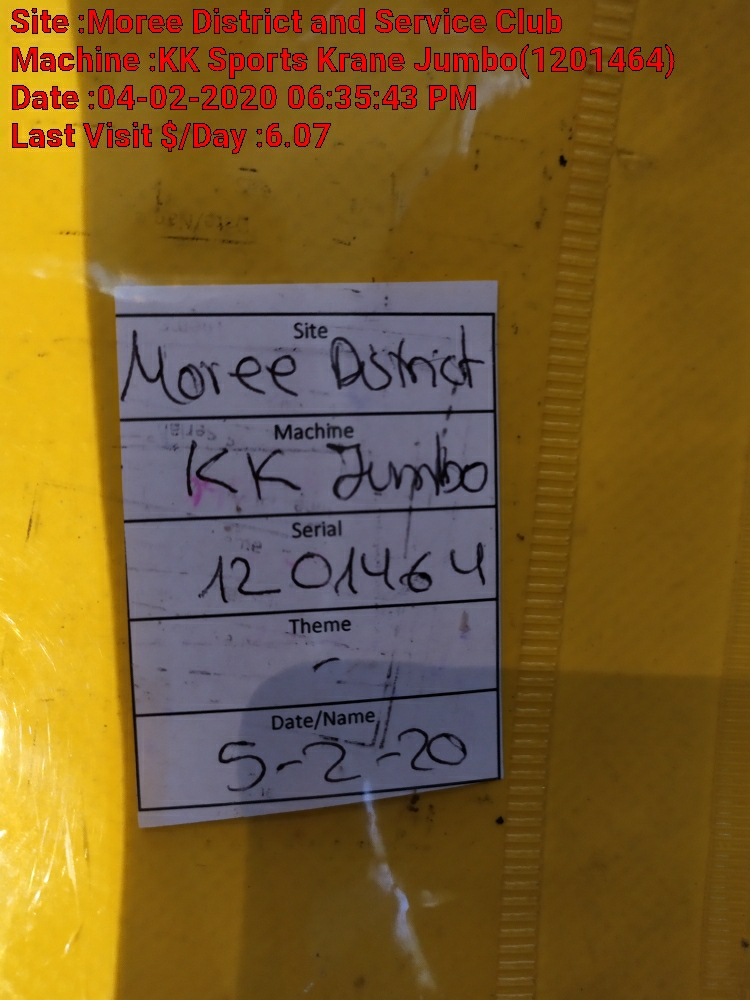 Site :Moree District and Service Club
Machine :KK Sports Krane Jumbo(1201464)
Date :04-02-2020 06:35:43 PM
Last Visit $/Day :6.07
Site
Moree District
Machine
KK Jumbo
Serial
1201464
Theme
-
Date/Name
5-2-20